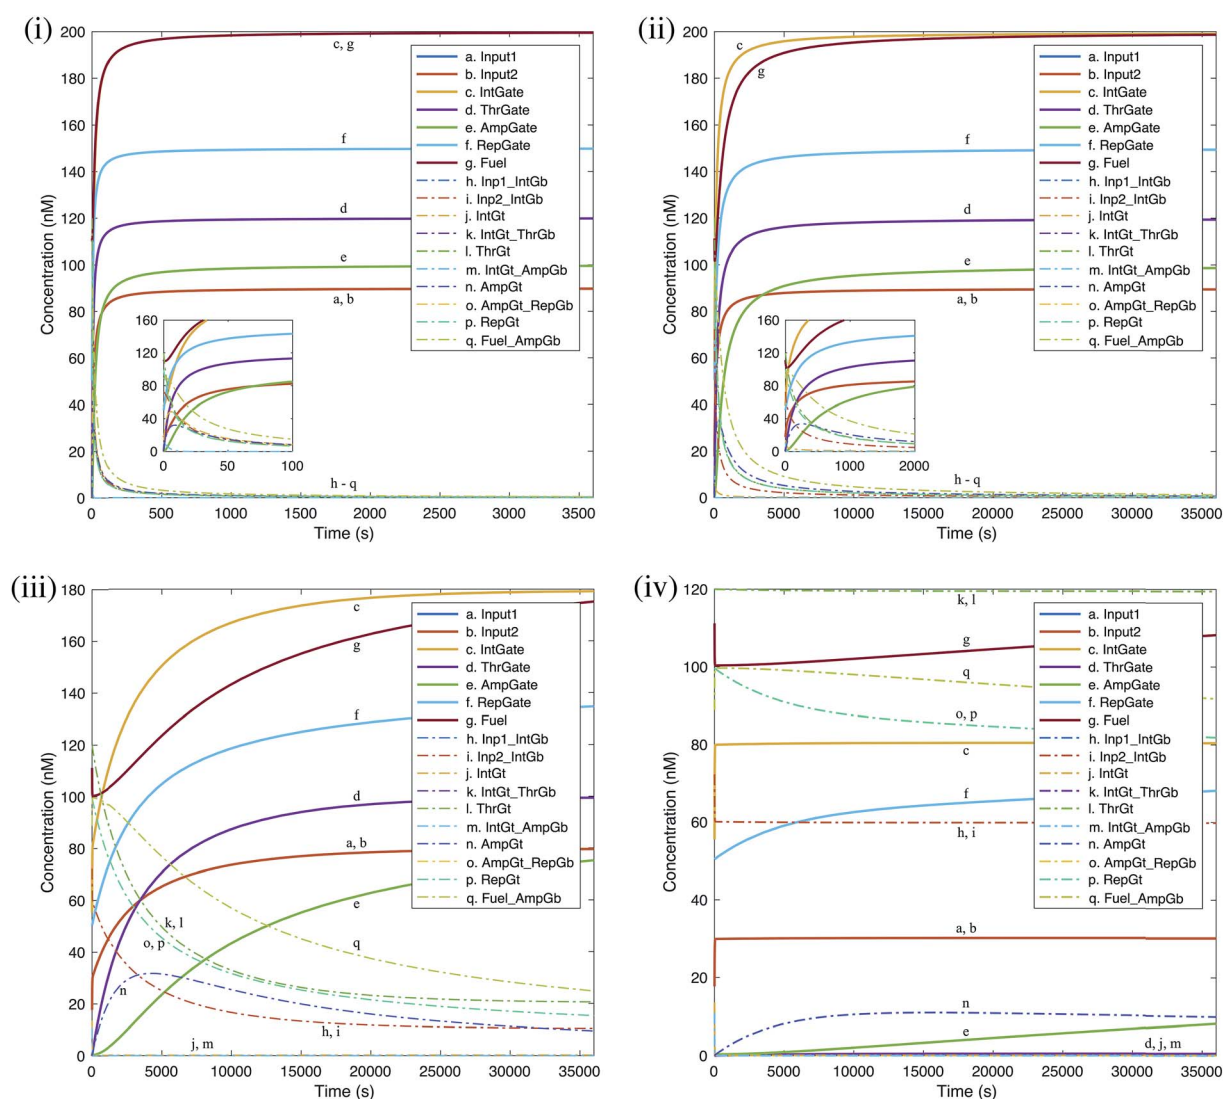 (i)
200
180
160
140
120
100
80
60
40
20
0
Concentration (nM)
c, g
f
d
e
a, b
h - q
a. Input1
b. Input2
c. IntGate
d. ThrGate
e. AmpGate
f. RepGate
g. Fuel
h. Inp1_IntGb
i. Inp2_IntGb
j. IntGt
k. IntGt_ThrGb
l. ThrGt
m. IntGt_AmpGb
n. AmpGt
o. AmpGt_RepGb
p. RepGt
q. Fuel_AmpGb
160
120
80
40
0
0 50 100
0 500 1000 1500 2000 2500 3000 3500
Time (s)
(ii)
200
180
160
140
120
100
80
60
40
20
0
Concentration (nM)
c
g
f
d
e
a, b
h - q
a. Input1
b. Input2
c. IntGate
d. ThrGate
e. AmpGate
f. RepGate
g. Fuel
h. Inp1_IntGb
i. Inp2_IntGb
j. IntGt
k. IntGt_ThrGb
l. ThrGt
m. IntGt_AmpGb
n. AmpGt
o. AmpGt_RepGb
p. RepGt
q. Fuel_AmpGb
160
120
80
40
0
0 1000 2000
0 5000 10000 15000 20000 25000 30000 35000
Time (s)
(iii)
180
160
140
120
100
80
60
40
20
0
Concentration (nM)
c
g
f
d
a, b
e
k, l
o, p
q
n
h, i
j, m
a. Input1
b. Input2
c. IntGate
d. ThrGate
e. AmpGate
f. RepGate
g. Fuel
h. Inp1_IntGb
i. Inp2_IntGb
j. IntGt
k. IntGt_ThrGb
l. ThrGt
m. IntGt_AmpGb
n. AmpGt
o. AmpGt_RepGb
p. RepGt
q. Fuel_AmpGb
0 5000 10000 15000 20000 25000 30000 35000
Time (s)
(iv)
120
100
80
60
40
20
0
Concentration (nM)
k, l
g
q
o, p
c
f
h, i
a, b
n
e
d, j, m
a. Input1
b. Input2
c. IntGate
d. ThrGate
e. AmpGate
f. RepGate
g. Fuel
h. Inp1_IntGb
i. Inp2_IntGb
j. IntGt
k. IntGt_ThrGb
l. ThrGt
m. IntGt_AmpGb
n. AmpGt
o. AmpGt_RepGb
p. RepGt
q. Fuel_AmpGb
0 5000 10000 15000 20000 25000 30000 35000
Time (s)